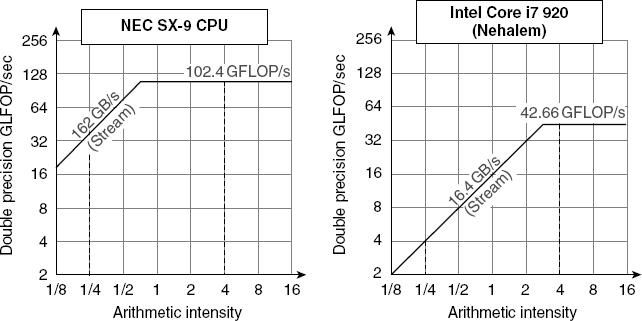 NEC SX-9 CPU
Double precision GLFOP/sec
256
128
64
32
16
8
4
2
102.4 GFLOP/s
162 GB/s
(Stream)
1/8 1/4 1/2 1 2 4 8 16
Arithmetic intensity
Intel Core i7 920
(Nehalem)
Double precision GLFOP/sec
256
128
64
32
16
8
4
2
42.66 GFLOP/s
16.4 GB/s
(Stream)
1/8 1/4 1/2 1 2 4 8 16
Arithmetic intensity